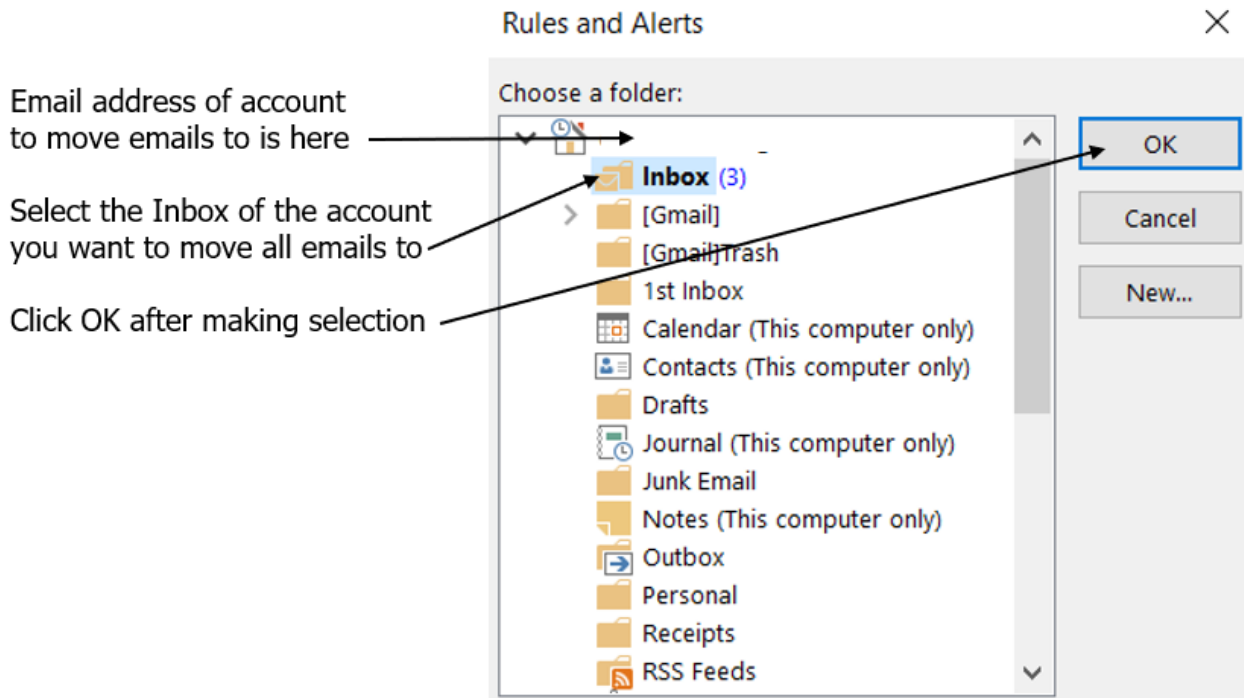 Rules and Alerts
Email address of account
to move emails to is here
Select the Inbox of the account
you want to move all emails to
Click OK after making selection
Choose a folder:
Inbox (3)
[Gmail]
[Gmail]Trash
1st Inbox
Calendar (This computer only)
Contacts (This computer only)
Drafts
Journal (This computer only)
Junk Email
Notes (This computer only)
Outbox
Personal
Receipts
RSS Feeds
OK
Cancel
New...